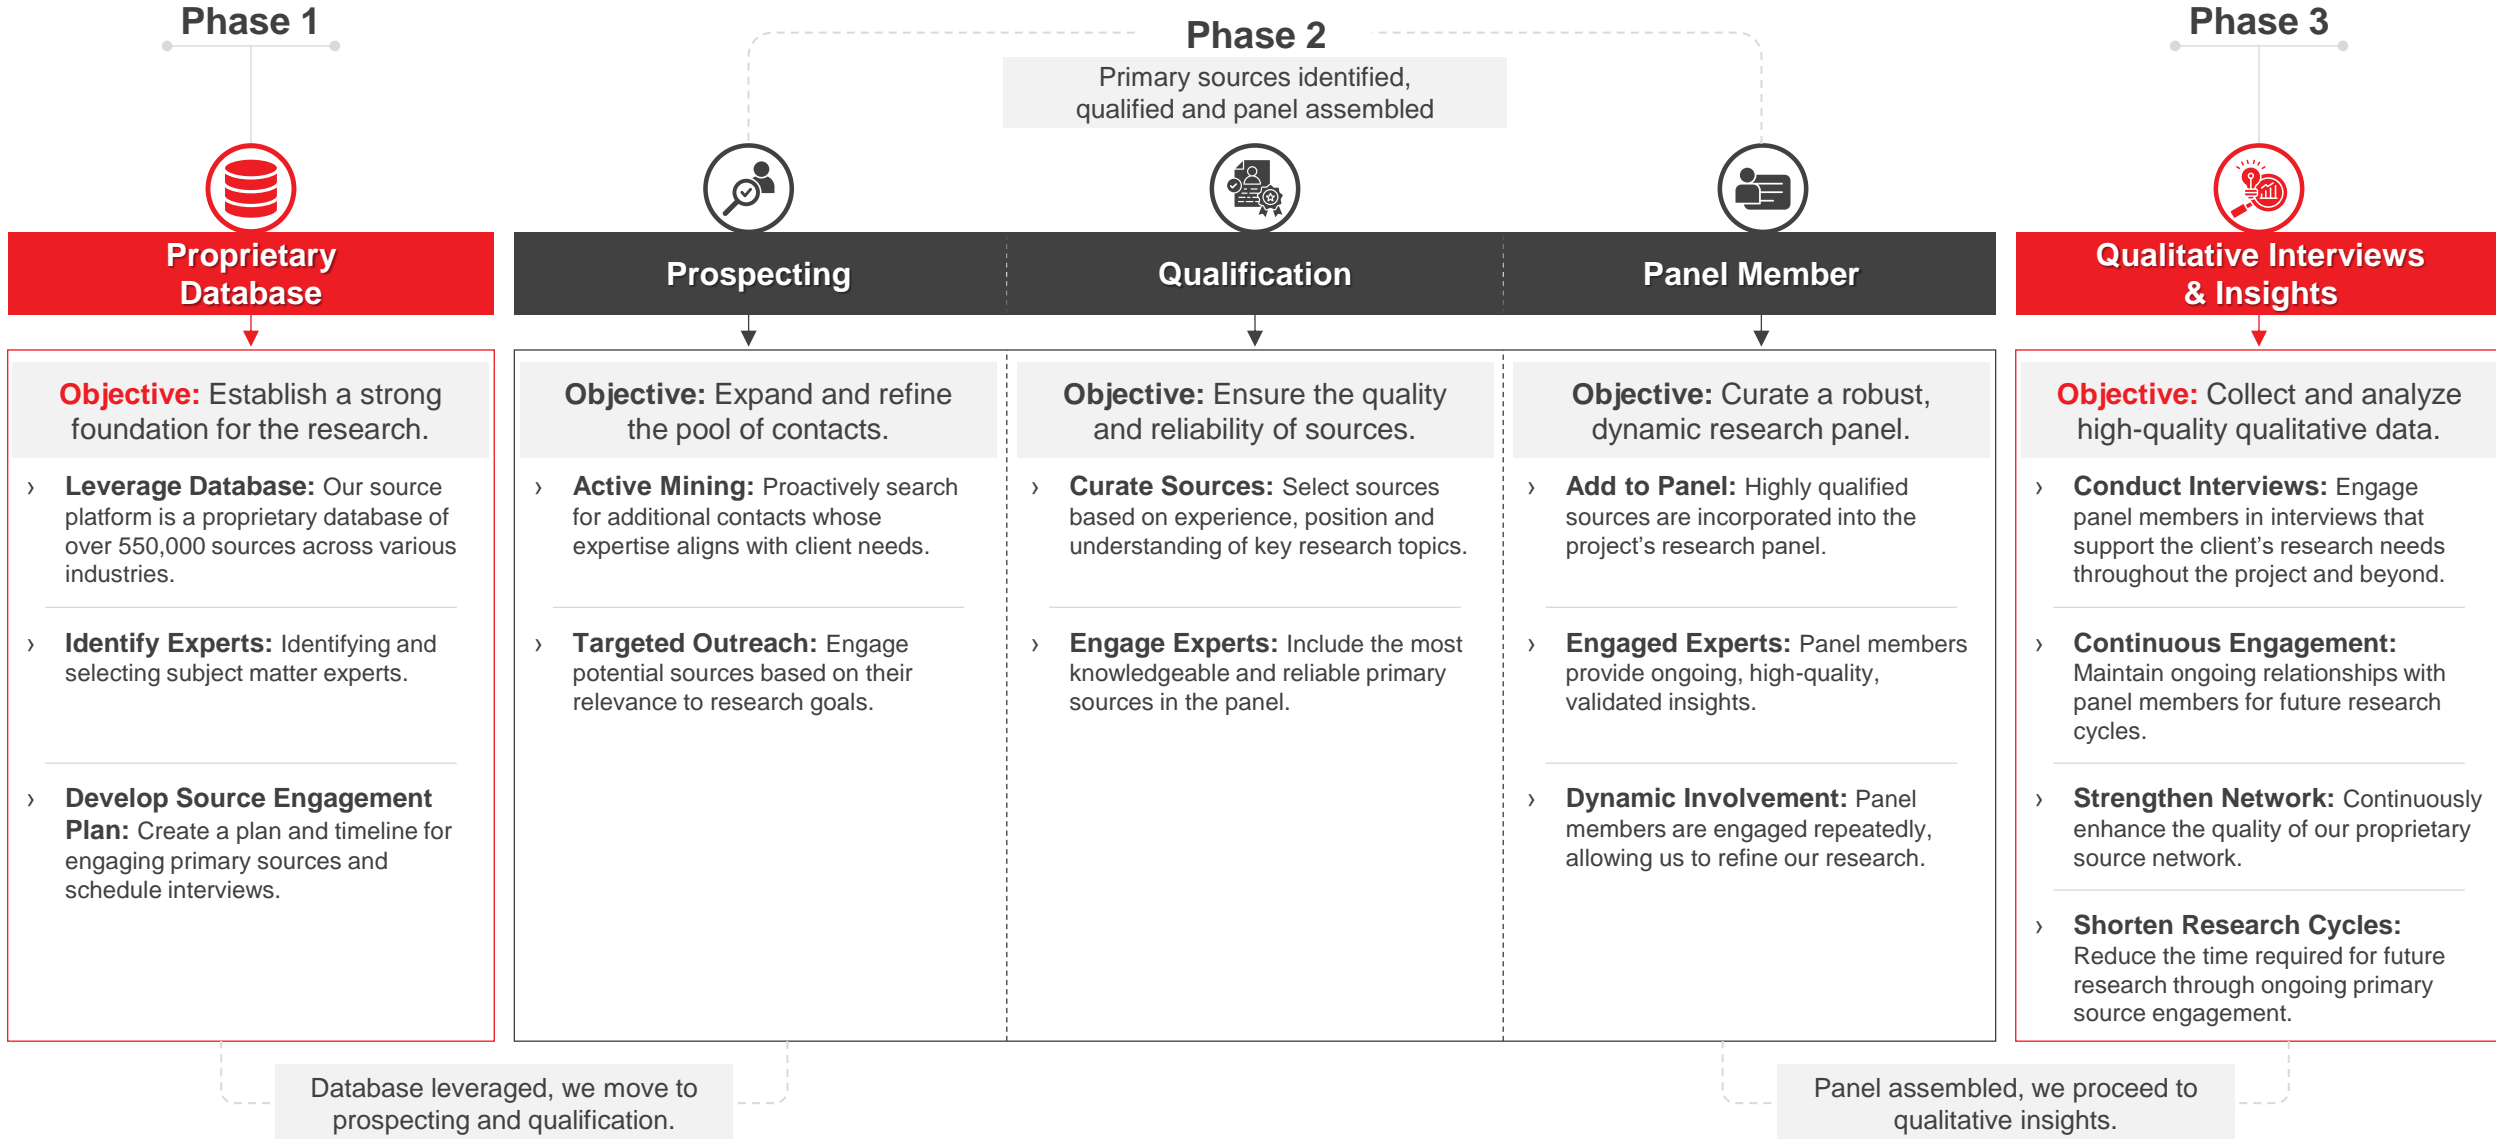 Phase 1
Phase 2
Primary sources identified,
qualified and panel assembled
Phase 3
Proprietary
Database
Objective: Establish a strong
foundation for the research.
› Leverage Database: Our source
platform is a proprietary database of
over 550,000 sources across various
industries.
› Identify Experts: Identifying and
selecting subject matter experts.
› Develop Source Engagement
Plan: Create a plan and timeline for
engaging primary sources and
schedule interviews.
Prospecting
Objective: Expand and refine
the pool of contacts.
› Active Mining: Proactively search
for additional contacts whose
expertise aligns with client needs.
› Targeted Outreach: Engage
potential sources based on their
relevance to research goals.
Qualification
Objective: Ensure the quality
and reliability of sources.
› Curate Sources: Select sources
based on experience, position and
understanding of key research topics.
› Engage Experts: Include the most
knowledgeable and reliable primary
sources in the panel.
Panel Member
Objective: Curate a robust,
dynamic research panel.
› Add to Panel: Highly qualified
sources are incorporated into the
project’s research panel.
› Engaged Experts: Panel members
provide ongoing, high-quality,
validated insights.
› Dynamic Involvement: Panel
members are engaged repeatedly,
allowing us to refine our research.
Qualitative Interviews
& Insights
Objective: Collect and analyze
high-quality qualitative data.
› Conduct Interviews: Engage
panel members in interviews that
support the client’s research needs
throughout the project and beyond.
› Continuous Engagement:
Maintain ongoing relationships with
panel members for future research
cycles.
› Strengthen Network: Continuously
enhance the quality of our proprietary
source network.
› Shorten Research Cycles:
Reduce the time required for future
research through ongoing primary
source engagement.
Database leveraged, we move to
prospecting and qualification.
Panel assembled, we proceed to
qualitative insights.